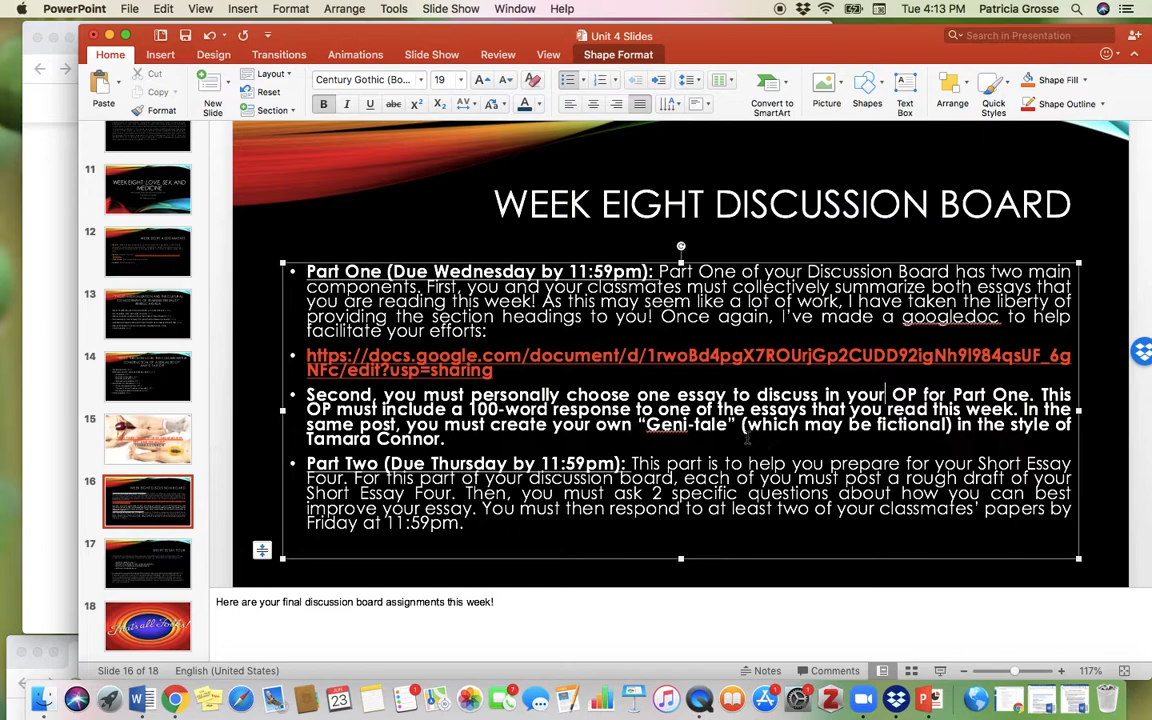 PowerPoint File Edit View Insert Format Arrange Tools Slide Show Window Help Tue 4:13 PM Patricia Grosse
Unit 4 Slides
Search in Presentation
Home Insert Design Transitions Animations Slide Show Review View Shape Format
Paste
Cut
Copy
Format
New
Slide
Layout
Reset
Section
Century Gothic (Bo... 19
Convert to
SmartArt
Picture
Shapes
Text
Box
Arrange
Quick
Styles
Shape Fill
Shape Outline
11
WEEK EIGHT: LOVE, SEX, AND
MEDICINE
12
13
14
15
16
17
18
That's all Folks!
WEEK EIGHT DISCUSSION BOARD
• Part One (Due Wednesday by 11:59pm): Part One of your Discussion Board has two main
components. First, you and your classmates must collectively summarize both essays that
you are reading this week! As this may seem like a lot of work, I have taken the liberty of
providing the section headings to you! Once again, I've made a googledoc to help
facilitate your efforts:
• https://docs.google.com/document/d/1rwoBd4pgX7ROUrjGp2CUDD92igNh9I984qsUF_6g
NFc/edit?usp=sharing
• Second, you must personally choose one essay to discuss in your OP for Part One. This
OP must include a 100-word response to one of the essays that you read this week. In the
same post, you must create your own "Geni-tale" (which may be fictional) in the style of
Tamara Connor.
• Part Two (Due Thursday by 11:59pm): This part is to help you prepare for your Short Essay
Four. For this part of your discussion board, each of you must post a rough draft of your
Short Essay Four. Then, you must ask 2 specific questions about how you can best
improve your essay. You must then respond to at least two of your classmates' papers by
Friday at 11:59pm.
Here are your final discussion board assignments this week!
Slide 16 of 18 English (United States) Notes Comments 117%